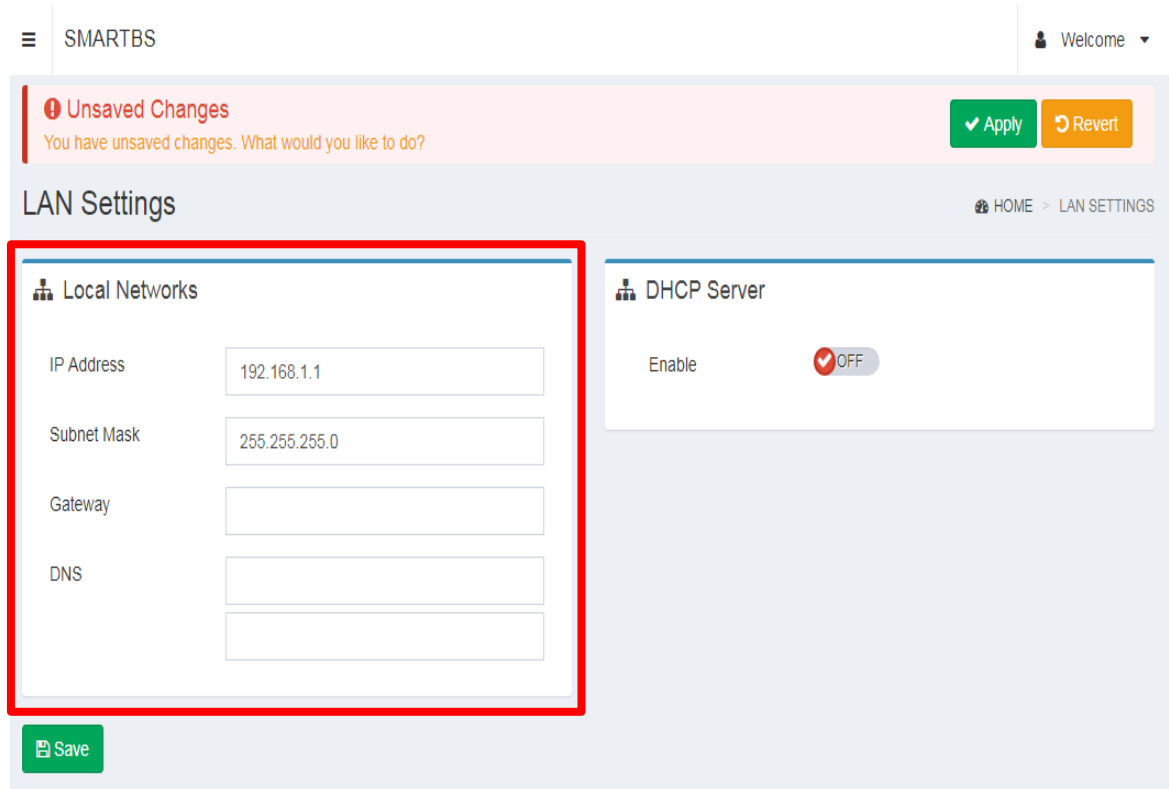 SMARTBS
Welcome
Unsaved Changes
You have unsaved changes. What would you like to do?
Apply
Revert
LAN Settings
HOME > LAN SETTINGS
Local Networks
IP Address
192.168.1.1
Subnet Mask
255.255.255.0
Gateway
DNS
DHCP Server
Enable
OFF
Save